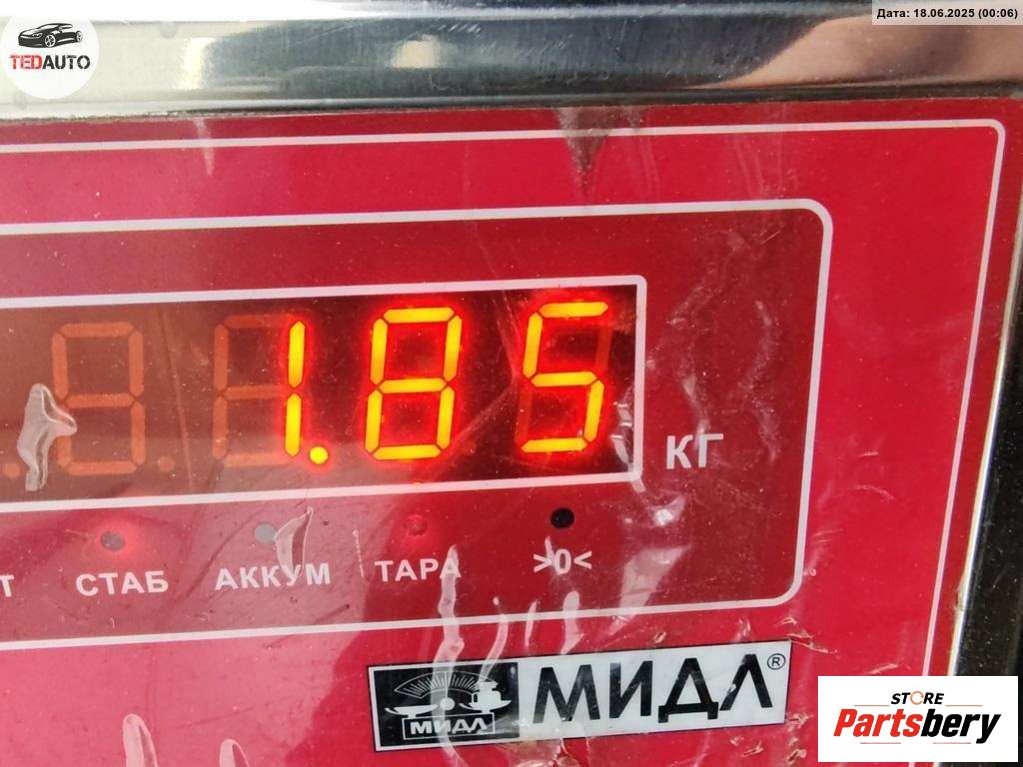 TEDAUTO
Дата: 18.06.2025 (00:06)
1.85
КГ
Т СТАБ АККУМ ТАРА >0<
МИДЛ МИДЛ®
STORE
Partsbery